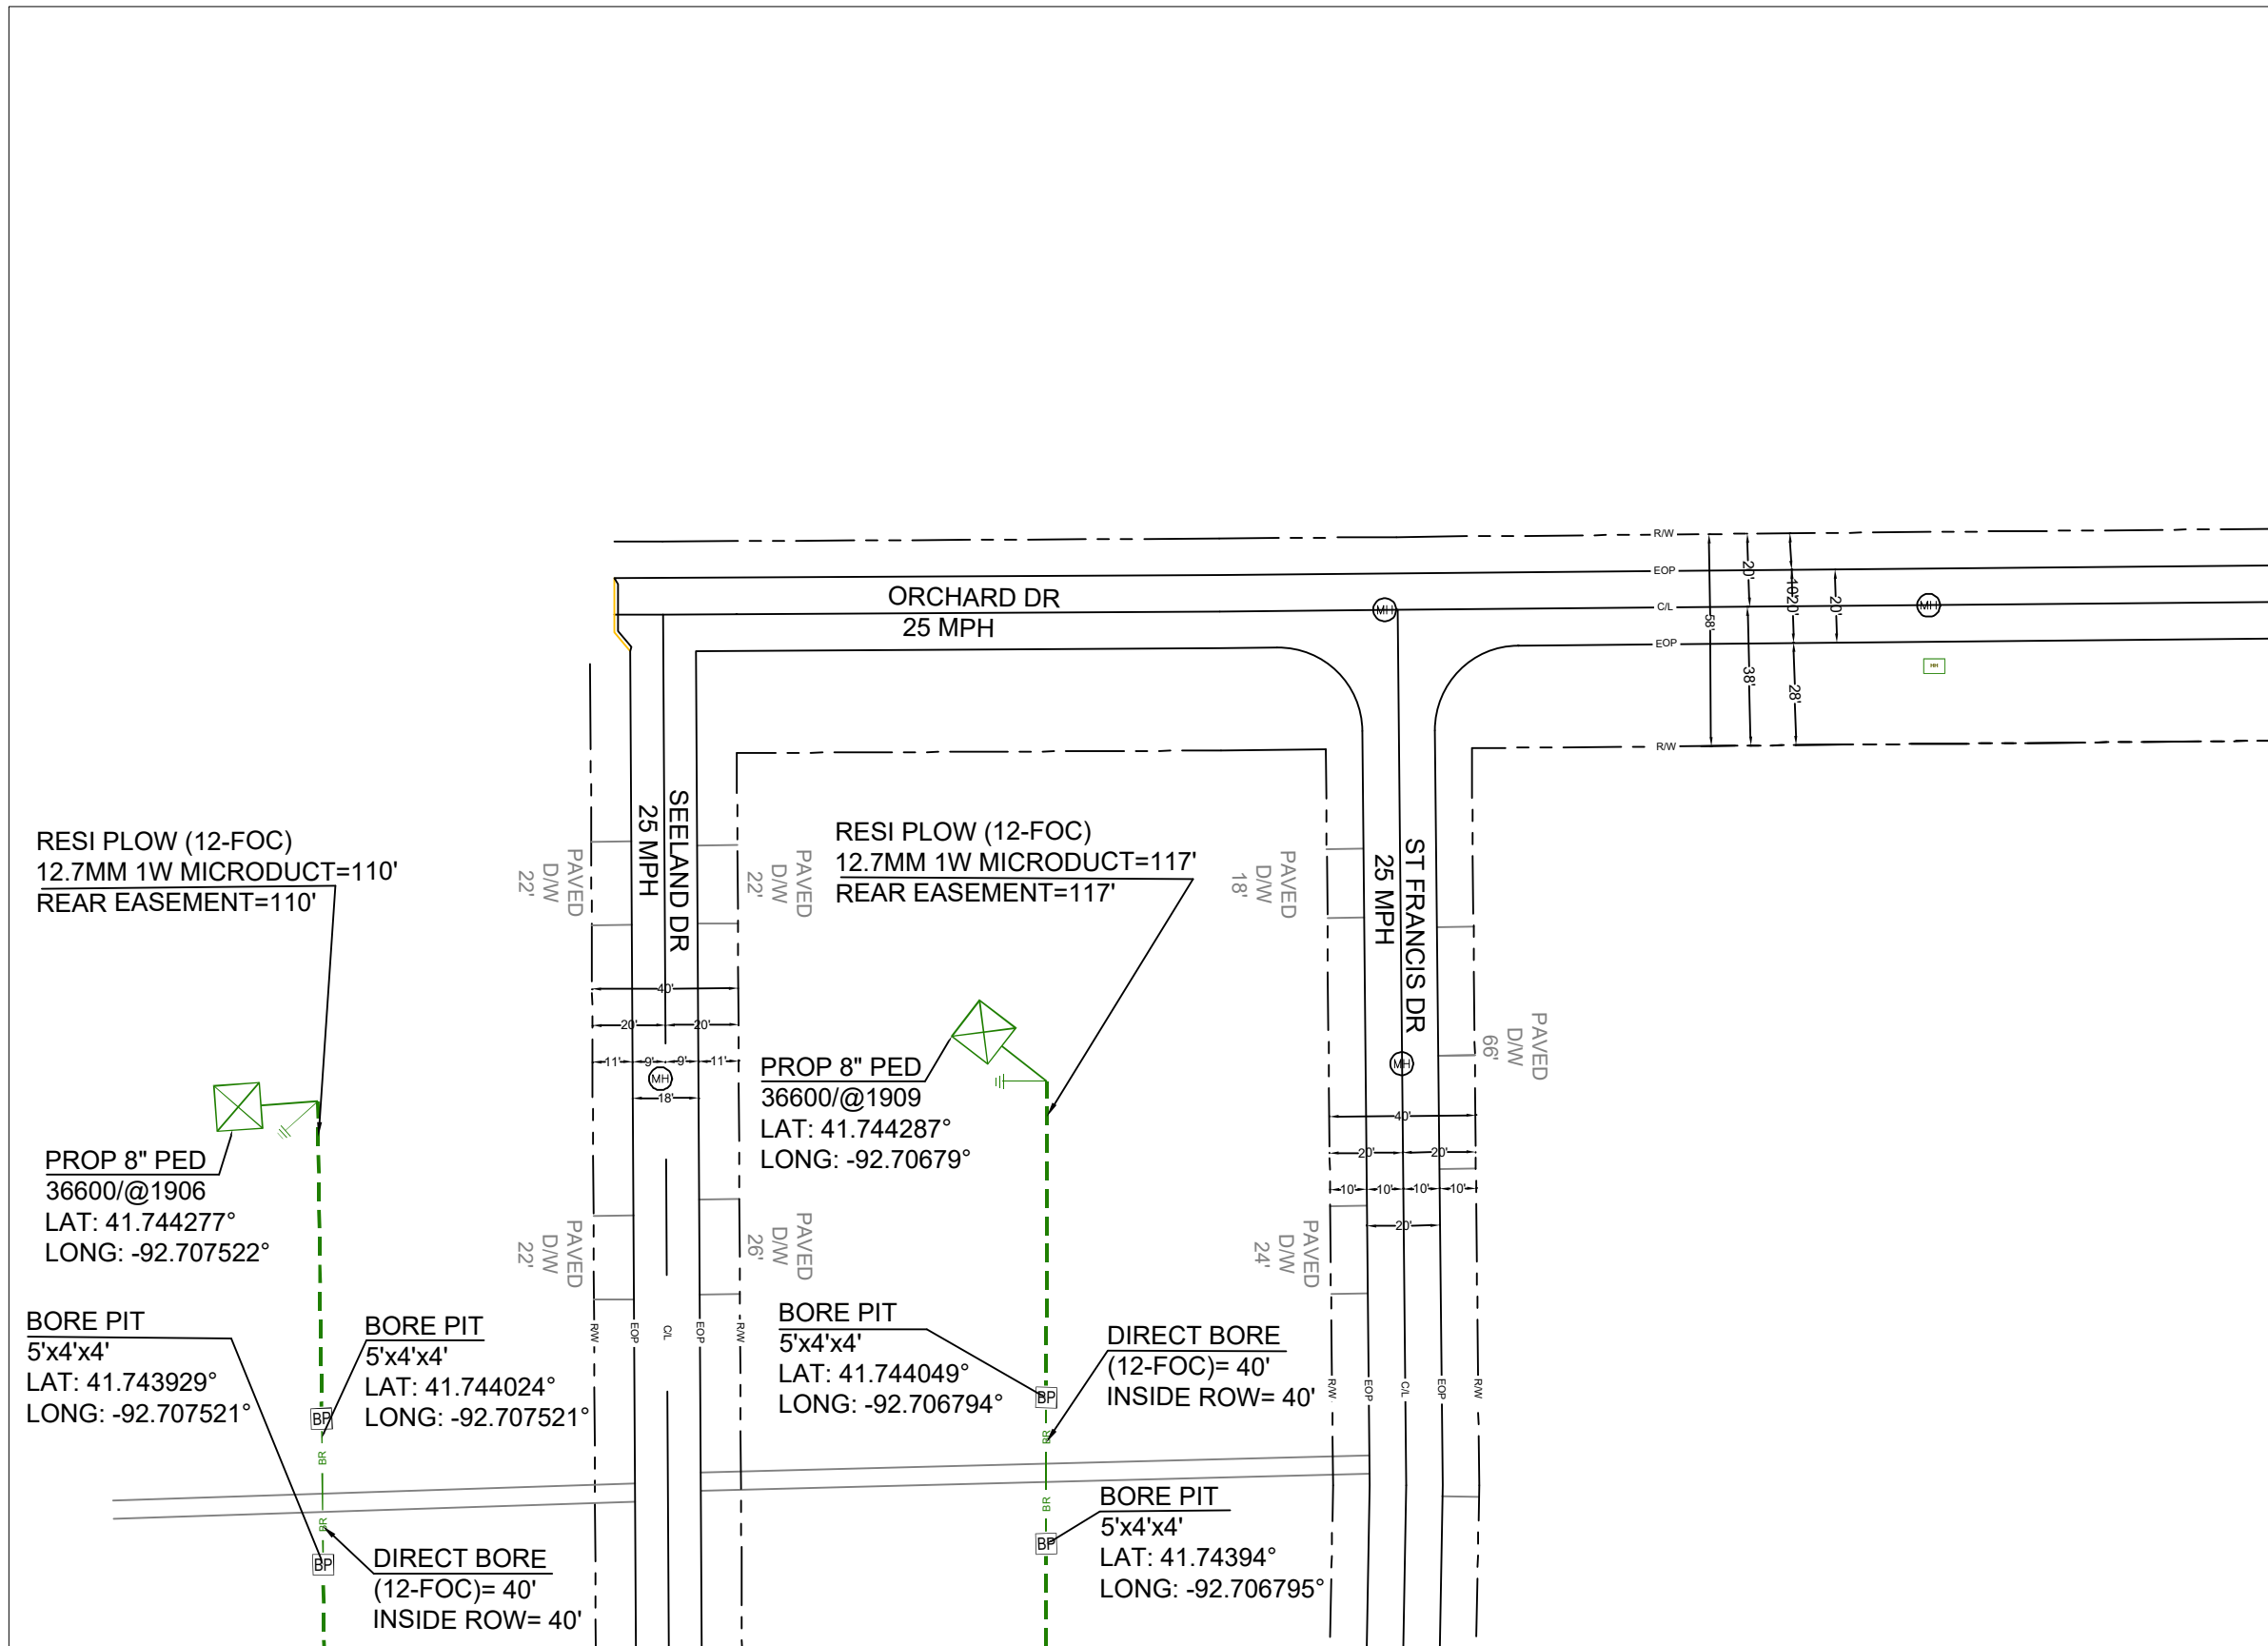 R/W
EOP
C/L
EOP
R/W
58'
20'
38'
10'
20'
28'
20'
MH
HH
ORCHARD DR
25 MPH
MH
SEELAND DR
25 MPH
ST FRANCIS DR
25 MPH
RESI PLOW (12-FOC)
12.7MM 1W MICRODUCT=110'
REAR EASEMENT=110'
PAVED
D/W
22'
PAVED
D/W
22'
RESI PLOW (12-FOC)
12.7MM 1W MICRODUCT=117'
REAR EASEMENT=117'
PAVED
D/W
18'
40'
20'
20'
11'
9'
9'
11'
MH
18'
PAVED
D/W
66'
MH
40'
20'
20'
10'
10'
10'
10'
20'
PROP 8" PED
36600/@1909
LAT: 41.744287°
LONG: -92.70679°
PROP 8" PED
36600/@1906
LAT: 41.744277°
LONG: -92.707522°
PAVED
D/W
22'
PAVED
D/W
26'
PAVED
D/W
24'
BORE PIT
5'x4'x4'
LAT: 41.743929°
LONG: -92.707521°
BORE PIT
5'x4'x4'
LAT: 41.744024°
LONG: -92.707521°
R/W
EOP
C/L
EOP
R/W
BORE PIT
5'x4'x4'
LAT: 41.744049°
LONG: -92.706794°
DIRECT BORE
(12-FOC)= 40'
INSIDE ROW= 40'
R/W
EOP
C/L
EOP
R/W
BP
BR
BR
BP
BP
BR
BR
BP
DIRECT BORE
(12-FOC)= 40'
INSIDE ROW= 40'
BORE PIT
5'x4'x4'
LAT: 41.74394°
LONG: -92.706795°